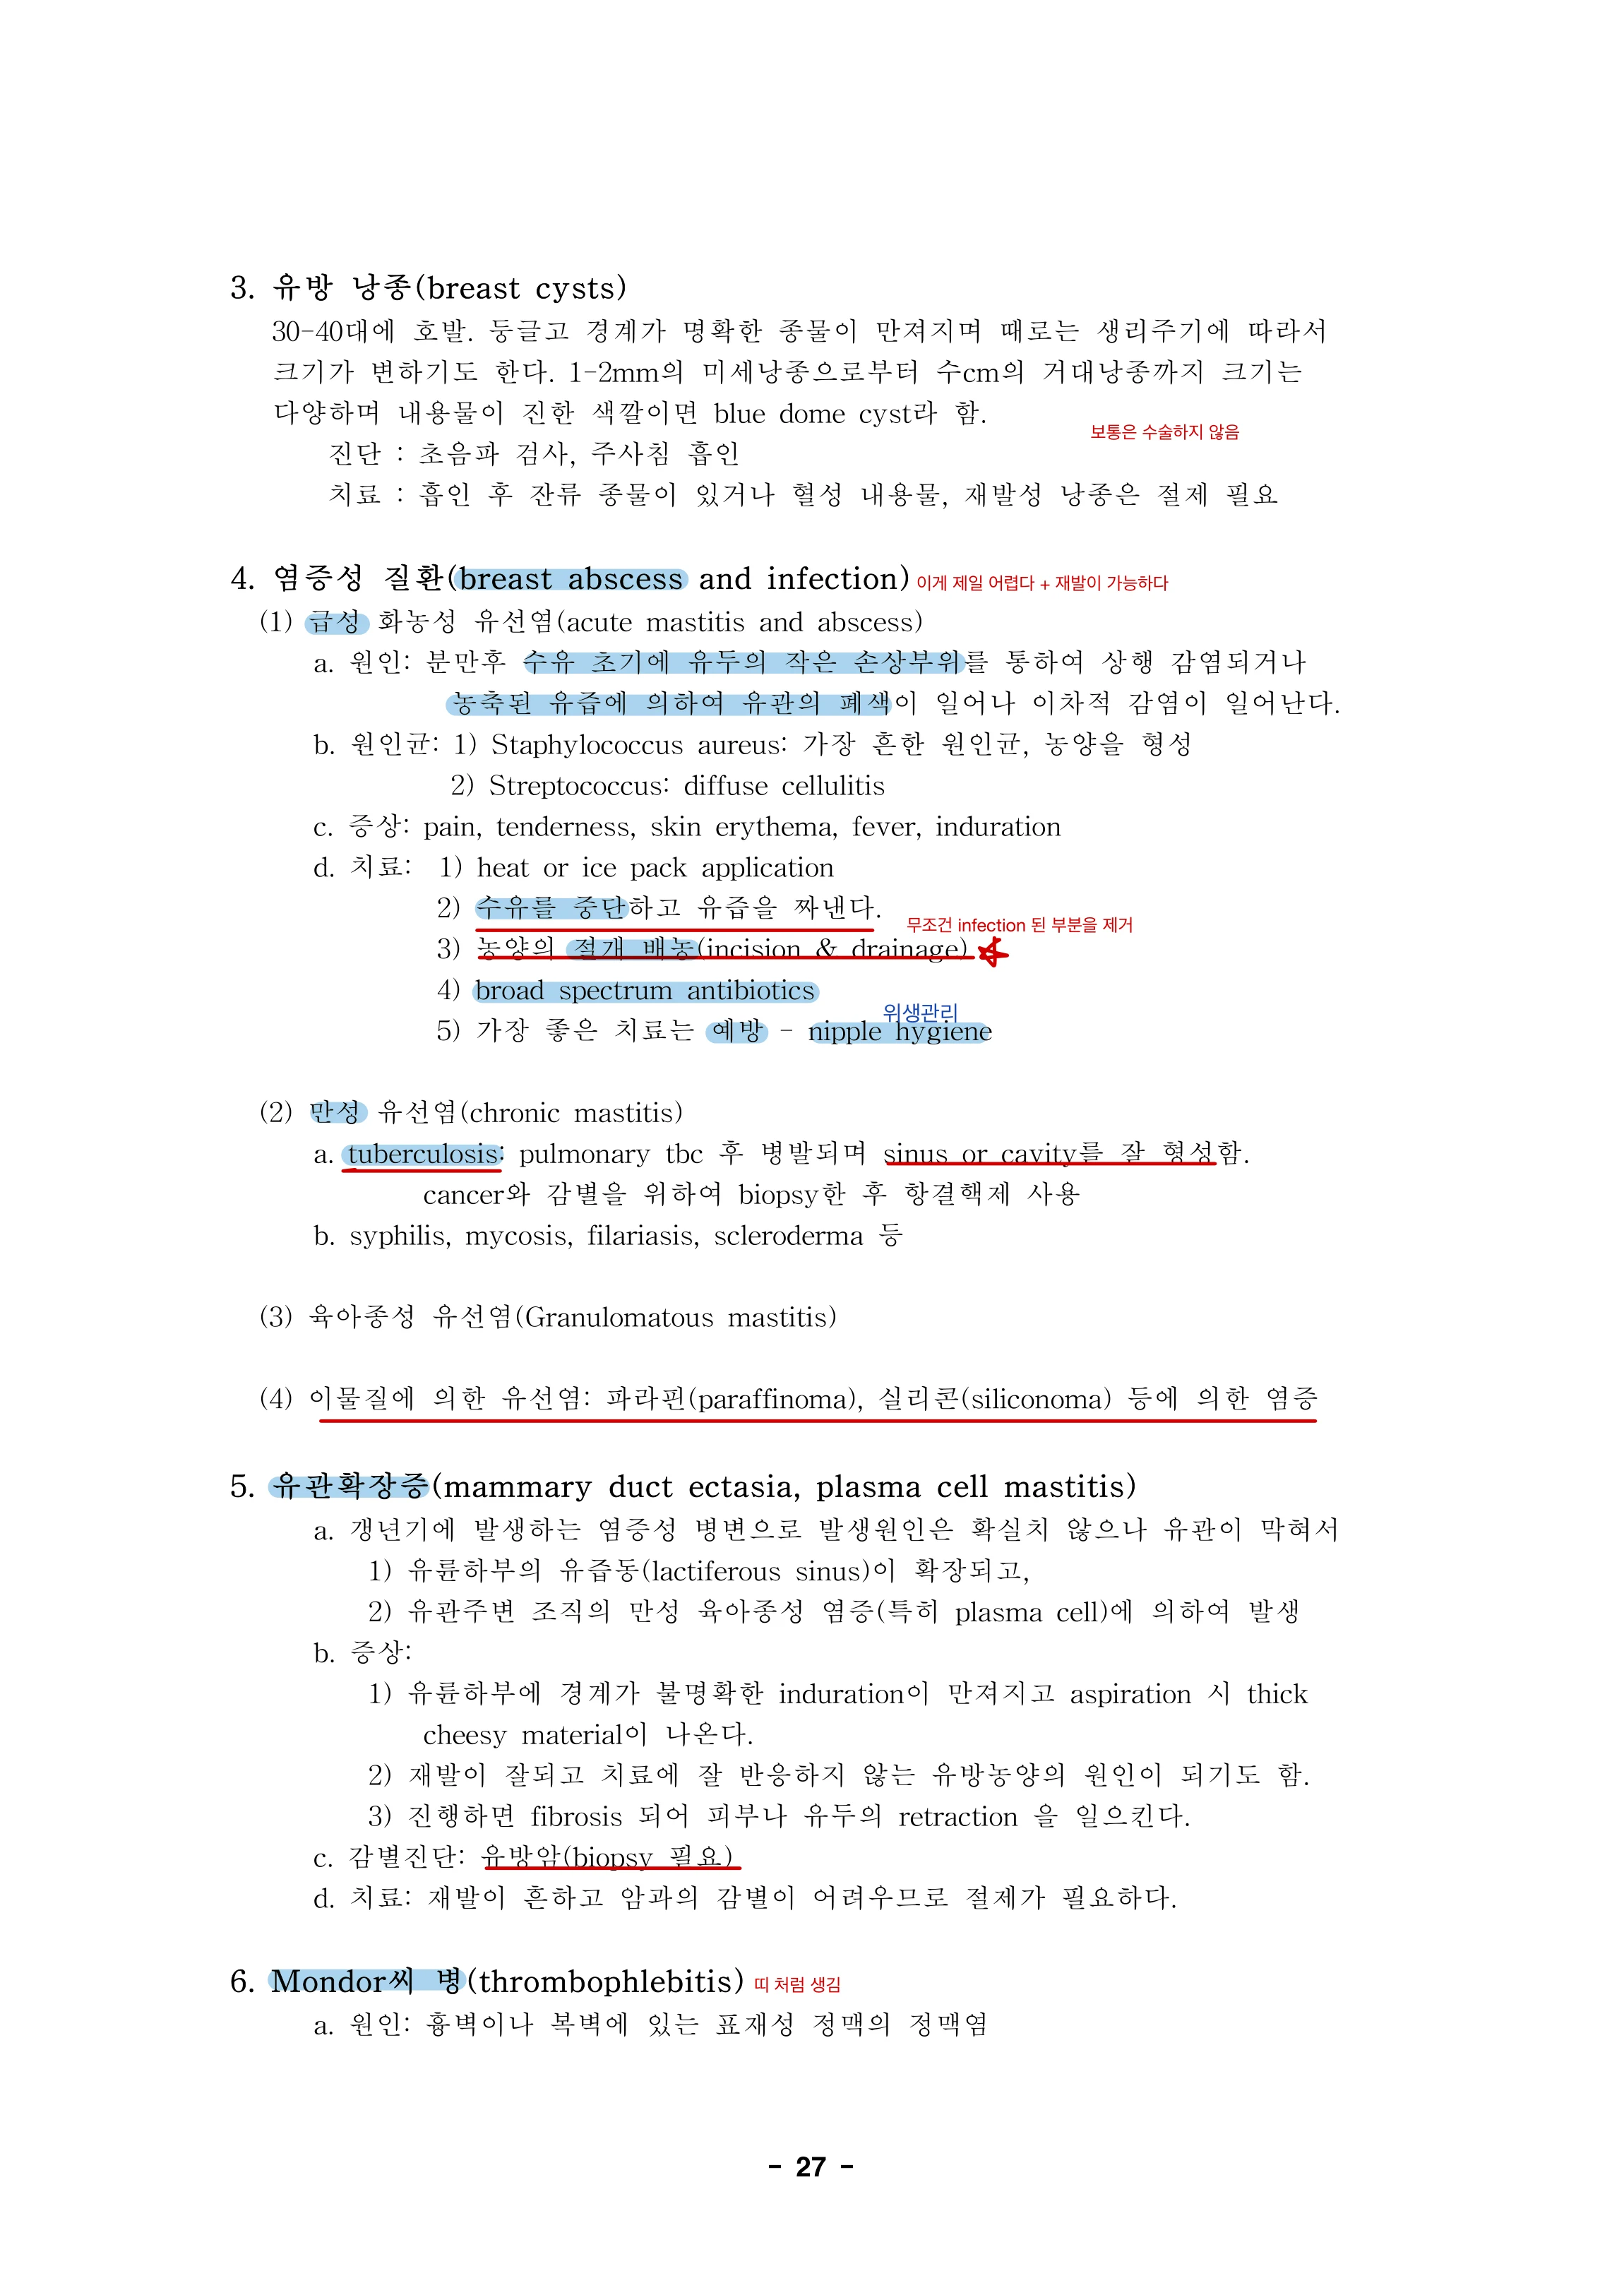 3. 유방 낭종(breast cysts)
30-40대에 호발. 둥글고 경계가 명확한 종물이 만져지며 때로는 생리주기에 따라서
크기가 변하기도 한다. 1-2mm의 미세낭종으로부터 수cm의 거대낭종까지 크기는
다양하며 내용물이 진한 색깔이면 blue dome cyst라 함.
보통은 수술하지 않음
진단 : 초음파 검사, 주사침 흡인
치료 : 흡인 후 잔류 종물이 있거나 혈성 내용물, 재발성 낭종은 절제 필요
4. 염증성 질환(breast abscess and infection) 이게 제일 어렵다 + 재발이 가능하다
(1) 급성 화농성 유선염(acute mastitis and abscess)
a. 원인: 분만후 수유 초기에 유두의 작은 손상부위를 통하여 상행 감염되거나
농축된 유즙에 의하여 유관의 폐색이 일어나 이차적 감염이 일어난다.
b. 원인균: 1) Staphylococcus aureus: 가장 흔한 원인균, 농양을 형성
2) Streptococcus: diffuse cellulitis
c. 증상: pain, tenderness, skin erythema, fever, induration
d. 치료: 1) heat or ice pack application
2) 수유를 중단하고 유즙을 짜낸다.
무조건 infection 된 부분을 제거
3) 농양의 절개 배농(incision & drainage)
4) broad spectrum antibiotics
위생관리
5) 가장 좋은 치료는 예방 - nipple hygiene
(2) 만성 유선염(chronic mastitis)
a. tuberculosis: pulmonary tbc 후 병발되며 sinus or cavity를 잘 형성함.
cancer와 감별을 위하여 biopsy한 후 항결핵제 사용
b. syphilis, mycosis, filariasis, scleroderma 등
(3) 육아종성 유선염(Granulomatous mastitis)
(4) 이물질에 의한 유선염: 파라핀(paraffinoma), 실리콘(siliconoma) 등에 의한 염증
5. 유관확장증(mammary duct ectasia, plasma cell mastitis)
a. 갱년기에 발생하는 염증성 병변으로 발생원인은 확실치 않으나 유관이 막혀서
1) 유륜하부의 유즙동(lactiferous sinus)이 확장되고,
2) 유관주변 조직의 만성 육아종성 염증(특히 plasma cell)에 의하여 발생
b. 증상:
1) 유륜하부에 경계가 불명확한 induration이 만져지고 aspiration 시 thick
cheesy material이 나온다.
2) 재발이 잘되고 치료에 잘 반응하지 않는 유방농양의 원인이 되기도 함.
3) 진행하면 fibrosis 되어 피부나 유두의 retraction 을 일으킨다.
c. 감별진단: 유방암(biopsy 필요)
d. 치료: 재발이 흔하고 암과의 감별이 어려우므로 절제가 필요하다.
6. Mondor씨 병(thrombophlebitis) 띠 처럼 생김
a. 원인: 흉벽이나 복벽에 있는 표재성 정맥의 정맥염
- 27 -